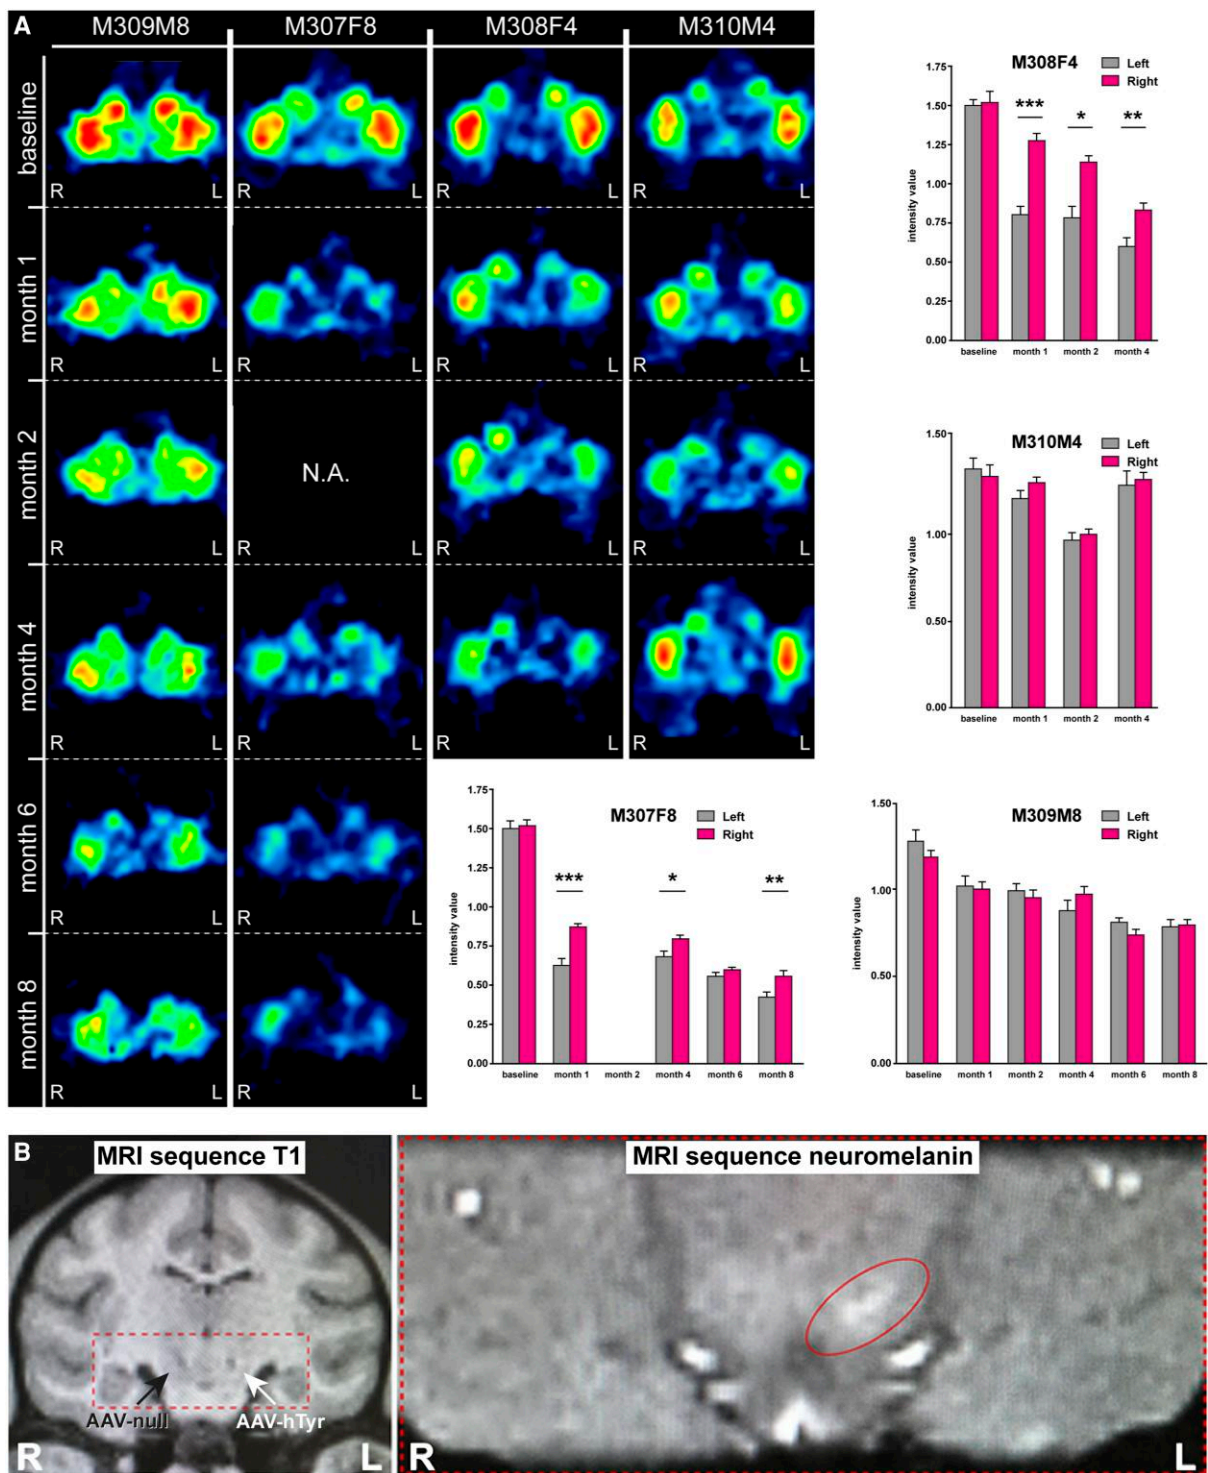 A
M309M8 M307F8 M308F4 M310M4
baseline
R L R L R L R L
month 1
R L R L R L R L
month 2
R L N.A. R L R L
month 4
R L R L R L R L
month 6
R L R L
month 8
R L R L
M308F4
Left
Right
intensity value
1.75
1.50
1.25
1.00
0.75
0.50
0.25
0.00
*** * **
baseline month 1 month 2 month 4
M310M4
Left
Right
intensity value
1.50
1.00
0.50
0.00
baseline month 1 month 2 month 4
M307F8
Left
Right
intensity value
1.75
1.50
1.25
1.00
0.75
0.50
0.25
0.00
*** * **
baseline month 1 month 2 month 4 month 6 month 8
M309M8
Left
Right
intensity value
1.50
1.00
0.50
0.00
baseline month 1 month 2 month 4 month 6 month 8
B
MRI sequence T1
AAV-null AAV-hTyr
R L
MRI sequence neuromelanin
R L